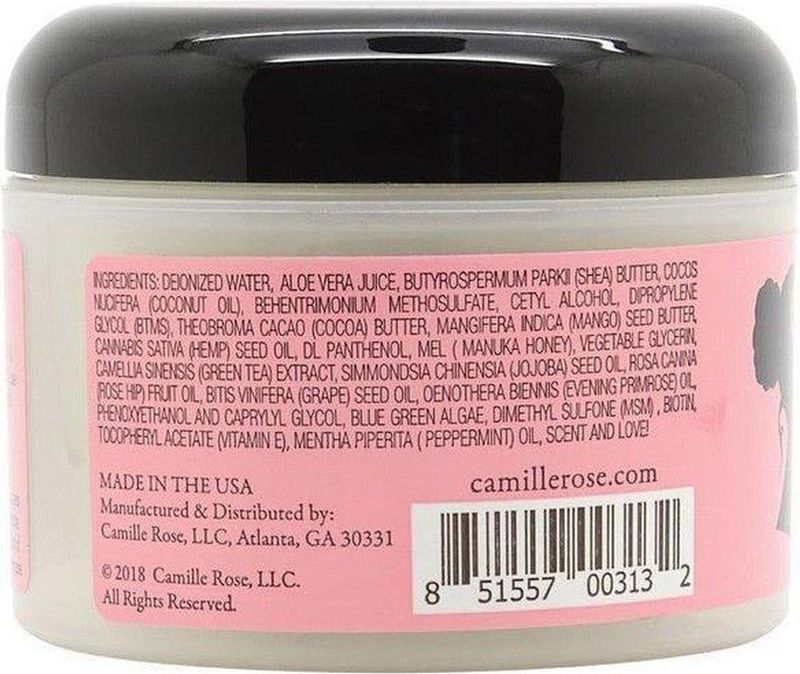 INGREDIENTS: DEIONIZED WATER, ALOE VERA JUICE, BUTYROSPERMUM PARKII (SHEA) BUTTER, COCOS
NUCIFERA (COCONUT OIL), BEHENTRIMONIUM METHOSULFATE, CETYL ALCOHOL, DIPROPYLENE
GLYCOL (BTMS), THEOBROMA CACAO (COCOA) BUTTER, MANGIFERA INDICA (MANGO) SEED BUTTER,
CANNABIS SATIVA (HEMP) SEED OIL, DL PANTHENOL, MEL ( MANUKA HONEY), VEGETABLE GLYCERIN,
CAMELLIA SINENSIS (GREEN TEA) EXTRACT, SIMMONDSIA CHINENSIA (JOJOBA) SEED OIL, ROSA CANINA
(ROSE HIP) FRUIT OIL, BITIS VINIFERA (GRAPE) SEED OIL, OENOTHERA BIENNIS (EVENING PRIMROSE) OIL,
PHENOXYETHANOL AND CAPRYLYL GLYCOL, BLUE GREEN ALGAE, DIMETHYL SULFONE (MSM) , BIOTIN,
TOCOPHERYL ACETATE (VITAMIN E), MENTHA PIPERITA ( PEPPERMINT) OIL, SCENT AND LOVE!
MADE IN THE USA
Manufactured & Distributed by:
Camille Rose, LLC, Atlanta, GA 30331
© 2018 Camille Rose, LLC.
All Rights Reserved.
camillerose.com
8 51557 00313 2